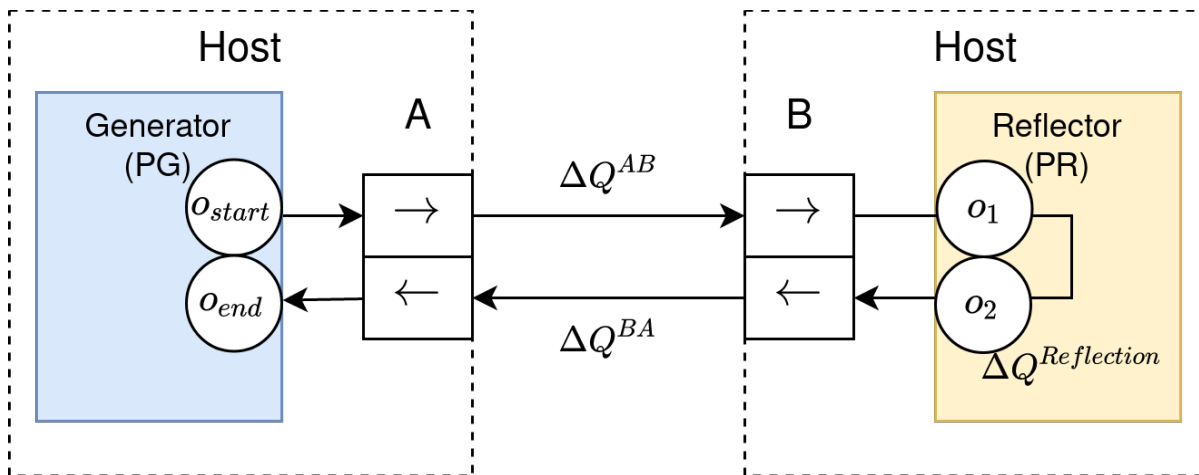 Host
Generator
(PG)
A
o_start
→
o_end
←
ΔQ^AB
ΔQ^BA
Host
B
→
←
Reflector
(PR)
o_1
o_2
ΔQ^Reflection